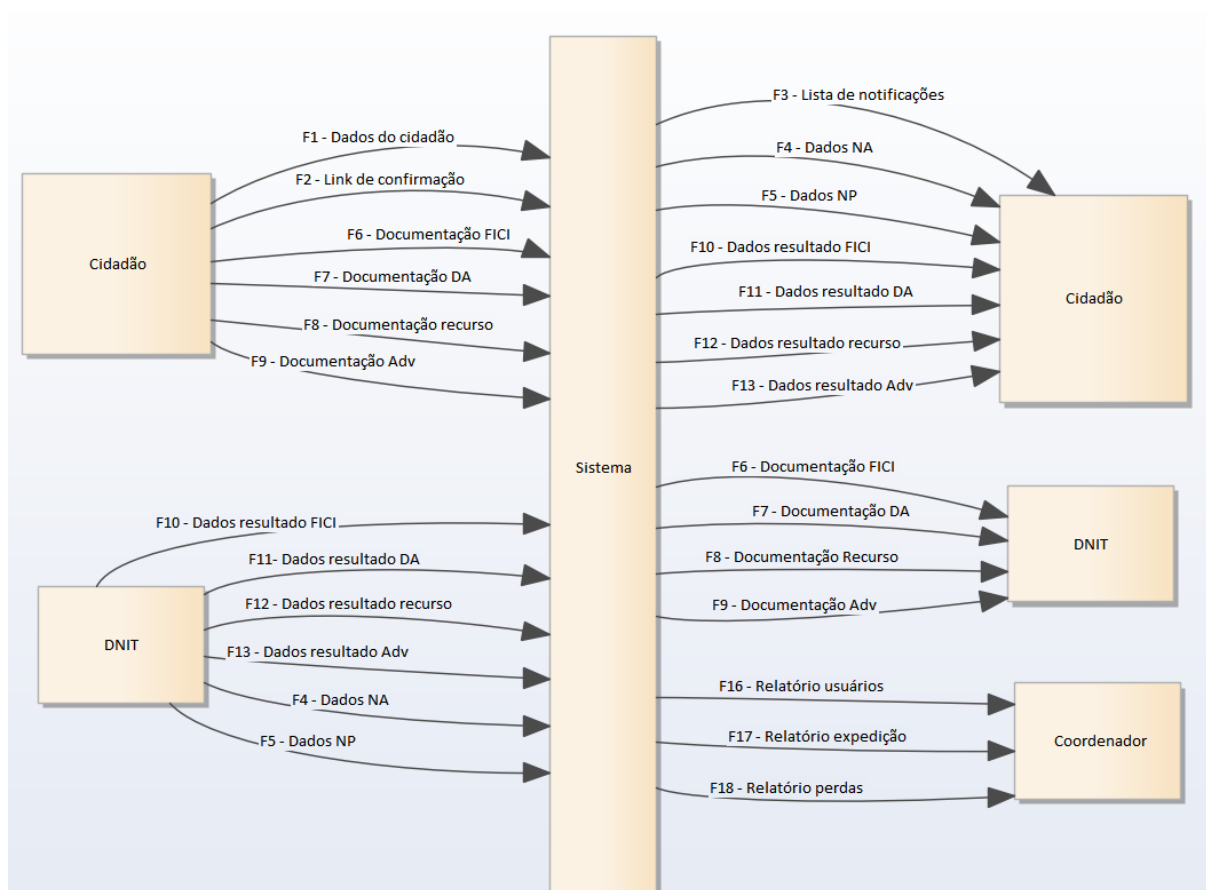 F1 - Dados do cidadão
F2 - Link de confirmação
F6 - Documentação FICI
F7 - Documentação DA
F8 - Documentação recurso
F9 - Documentação Adv
Cidadão
F10 - Dados resultado FICI
F11- Dados resultado DA
F12 - Dados resultado recurso
F13 - Dados resultado Adv
F4 - Dados NA
F5 - Dados NP
DNIT
Sistema
F3 - Lista de notificações
F4 - Dados NA
F5 - Dados NP
F10 - Dados resultado FICI
F11 - Dados resultado DA
F12 - Dados resultado recurso
F13 - Dados resultado Adv
Cidadão
F6 - Documentação FICI
F7 - Documentação DA
F8 - Documentação Recurso
F9 - Documentação Adv
DNIT
F16 - Relatório usuários
F17 - Relatório expedição
F18 - Relatório perdas
Coordenador